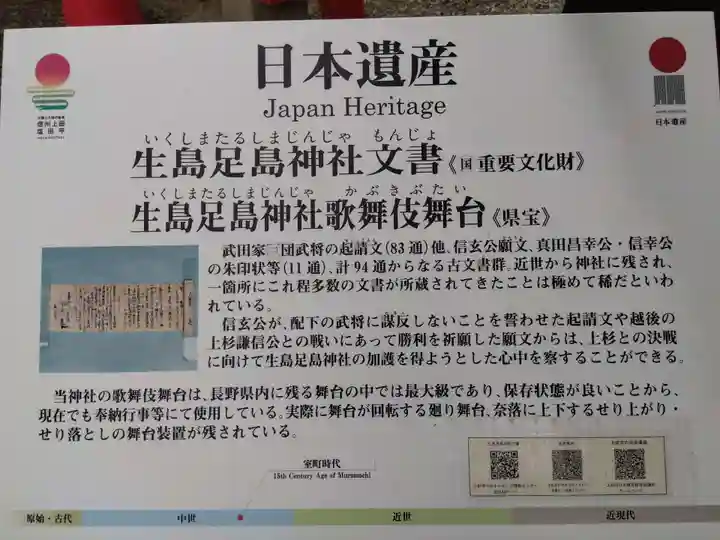 日本遺産
Japan Heritage
信州上田
塩田平
日本遺産
いくしまたるしまじんじゃ もんじょ
生島足島神社文書《国 重要文化財》
いくしまたるしまじんじゃ かぶきぶたい
生島足島神社歌舞伎舞台《県宝》
武田家臣団武将の起請文(83通)他、信玄公願文、真田昌幸公・信幸公
の朱印状等(11通)、計94通からなる古文書群。近世から神社に残され、
一箇所にこれ程多数の文書が所蔵されてきたことは極めて稀だといわ
れている。
信玄公が、配下の武将に謀反しないことを誓わせた起請文や越後の
上杉謙信公との戦いにあって勝利を祈願した願文からは、上杉との決戦
に向けて生島足島神社の加護を得ようとした心中を察することができる。
当神社の歌舞伎舞台は、長野県内に残る舞台の中では最大級であり、保存状態が良いことから、
現在でも奉納行事等にて使用している。実際に舞台が回転する廻り舞台、奈落に上下するせり上がり・
せり落としの舞台装置が残されている。
室町時代
15th Century Age of Muromachi
原始・古代 中世 近世 近現代